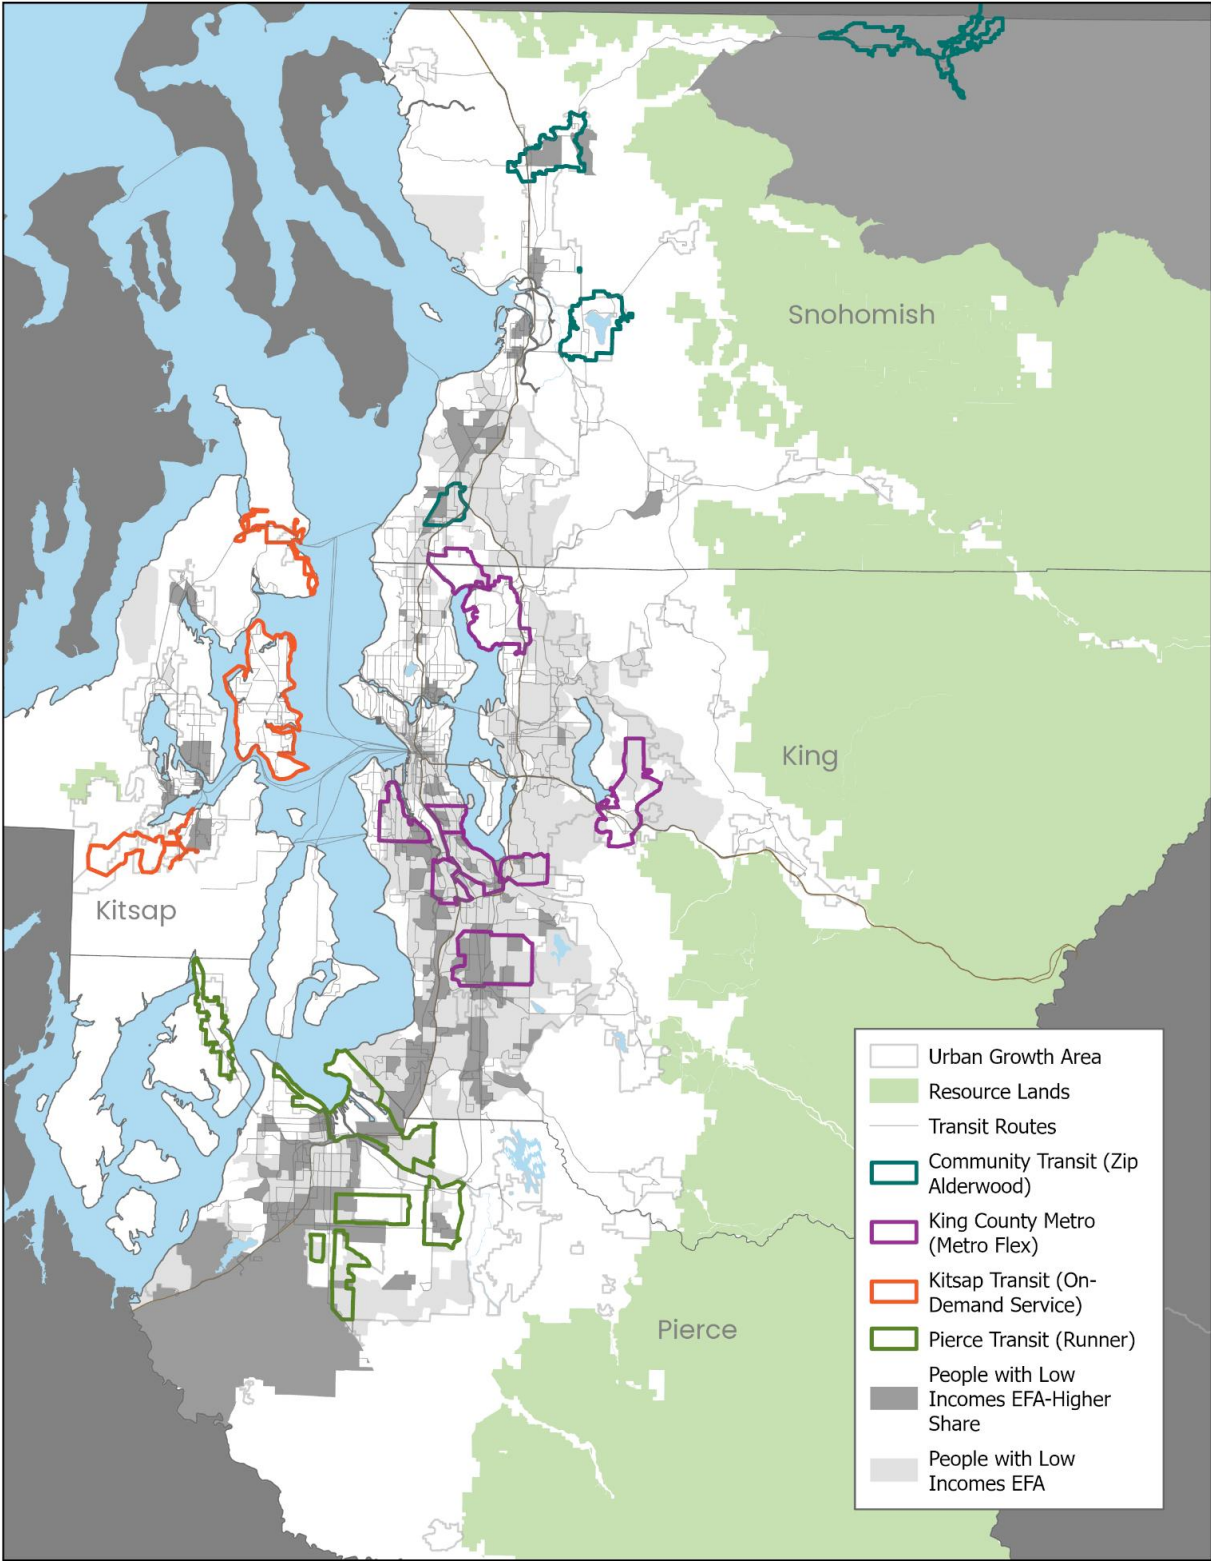 Snohomish
King
Kitsap
Pierce
Urban Growth Area
Resource Lands
Transit Routes
Community Transit (Zip
Alderwood)
King County Metro
(Metro Flex)
Kitsap Transit (On-
Demand Service)
Pierce Transit (Runner)
People with Low
Incomes EFA-Higher
Share
People with Low
Incomes EFA